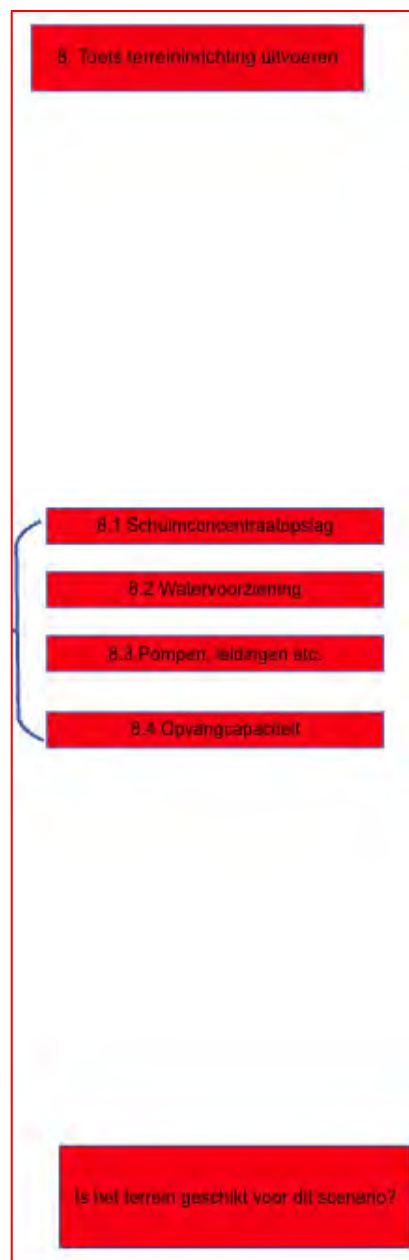 8. Toets terreininrichting uitvoeren
8.1 Schuimconcentraatopslag
8.2 Watervoorziening
8.3 Pompen, leidingen etc.
8.4 Opvangcapaciteit
Is het terrein geschikt voor dit scenario?